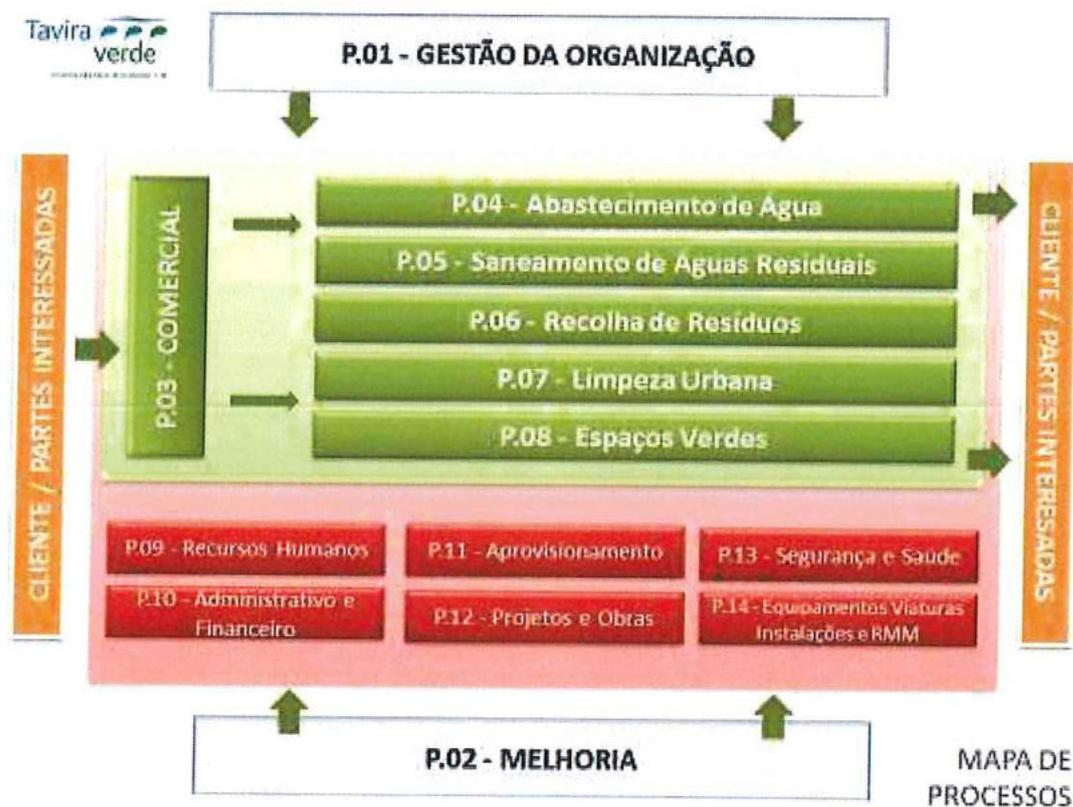 Tavira
verde
P.01 - GESTÃO DA ORGANIZAÇÃO
CLIENTE / PARTES INTERESSADAS
P.03 - COMERCIAL
P.04 - Abastecimento de Água
P.05 - Saneamento de Águas Residuais
P.06 - Recolha de Resíduos
P.07 - Limpeza Urbana
P.08 - Espaços Verdes
CLIENTE / PARTES INTERESADAS
P.09 - Recursos Humanos
P.11 - Aprovisionamento
P.13 - Segurança e Saude
P.10 - Administrativo e
Financeiro
P.12 - Projetos e Obras
P.14 - Equipamentos Viaturas
Instalações e RMM
P.02 - MELHORIA
MAPA DE
PROCESSOS